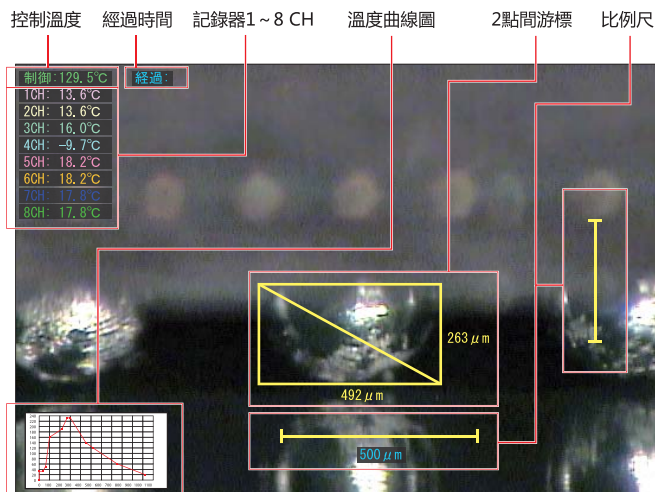 控制溫度 經過時間 記錄器1～8 CH 溫度曲線圖 2點間游標 比例尺
制御:129.5℃ 経過:
1CH: 13.6℃
2CH: 13.6℃
3CH: 16.0℃
4CH: -9.7℃
5CH: 18.2℃
6CH: 18.2℃
7CH: 17.8℃
8CH: 17.8℃
263μm
492μm
500μm